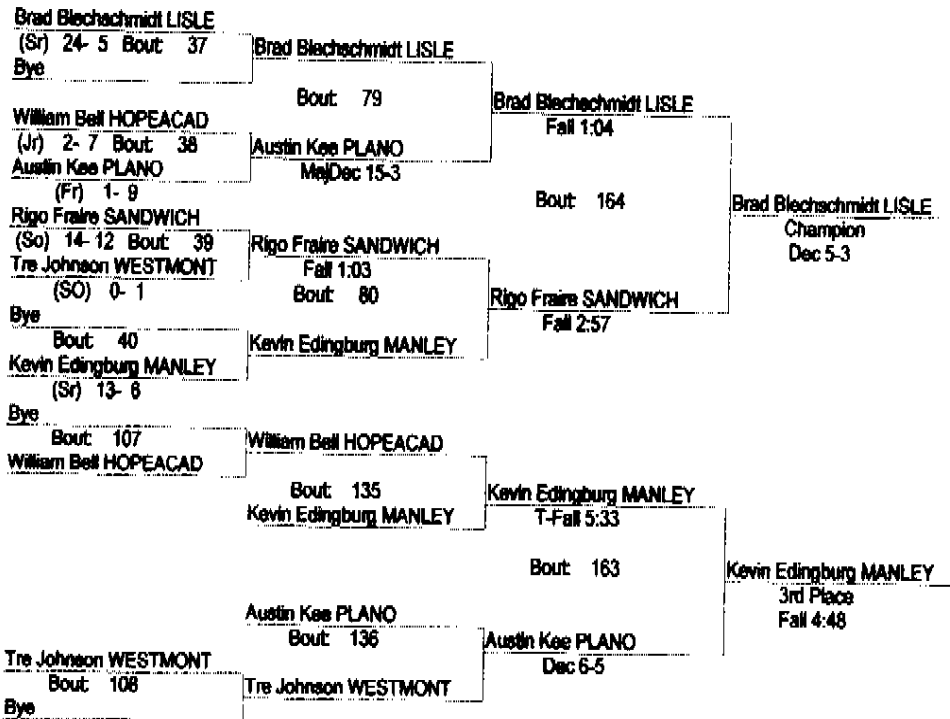 Brad Blechschmidt LISLE
(Sr) 24- 5 Bout: 37
Bye
Brad Blechschmidt LISLE
Bout: 79
William Bell HOPEACAD
(Jr) 2- 7 Bout: 38
Austin Kee PLANO
(Fr) 1- 9
Austin Kee PLANO
MajDec 15-3
Brad Blechschmidt LISLE
Fall 1:04
Bout: 164
Rigo Fraire SANDWICH
(So) 14- 12 Bout: 39
Tre Johnson WESTMONT
(SO) 0- 1
Rigo Fraire SANDWICH
Fall 1:03
Bout: 80
Bye
Bout: 40
Kevin Edingburg MANLEY
(Sr) 13- 6
Kevin Edingburg MANLEY
Rigo Fraire SANDWICH
Fall 2:57
Brad Blechschmidt LISLE
Champion
Dec 5-3
Bye
Bout: 107
William Bell HOPEACAD
William Bell HOPEACAD
Bout: 135
Kevin Edingburg MANLEY
Kevin Edingburg MANLEY
T-Fall 5:33
Bout: 163
Austin Kee PLANO
Bout: 136
Tre Johnson WESTMONT
Bout: 108
Bye
Tre Johnson WESTMONT
Austin Kee PLANO
Dec 6-5
Kevin Edingburg MANLEY
3rd Place
Fall 4:48